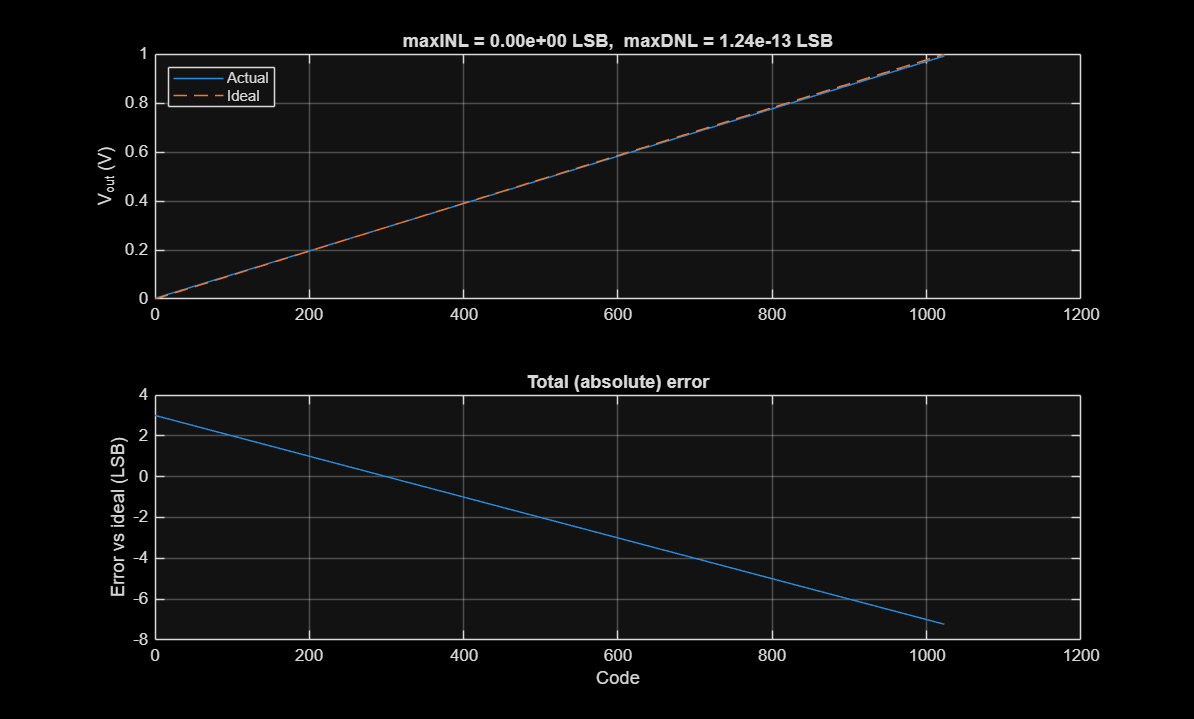 maxINL = 0.00e+00 LSB,  maxDNL = 1.24e-13 LSB
1
0.8
0.6
0.4
0.2
0
Vout (V)
Actual
Ideal
0 200 400 600 800 1000 1200
Total (absolute) error
4
2
0
-2
-4
-6
-8
Error vs ideal (LSB)
0 200 400 600 800 1000 1200
Code